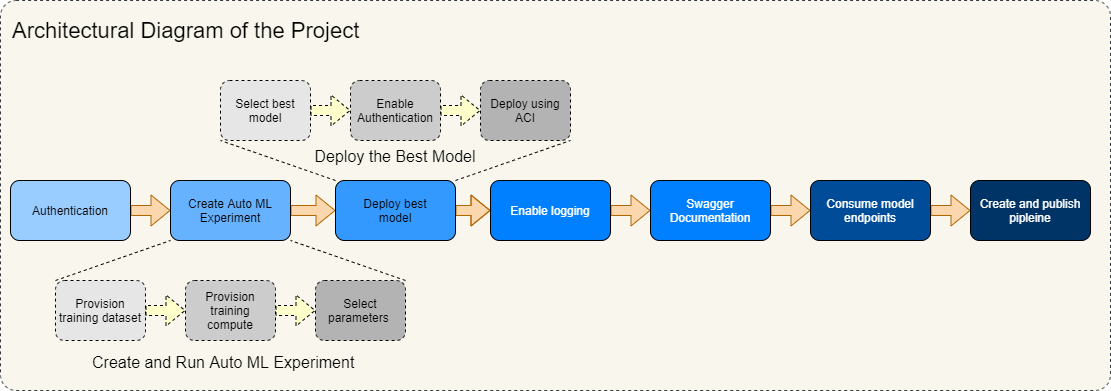 Architectural Diagram of the Project
Select best
model
Enable
Authentication
Deploy using
ACI
Deploy the Best Model
Authentication
Create Auto ML
Experiment
Deploy best
model
Enable logging
Swagger
Documentation
Consume model
endpoints
Create and publish
pipleine
Provision
training dataset
Provision
training
compute
Select
parameters
Create and Run Auto ML Experiment